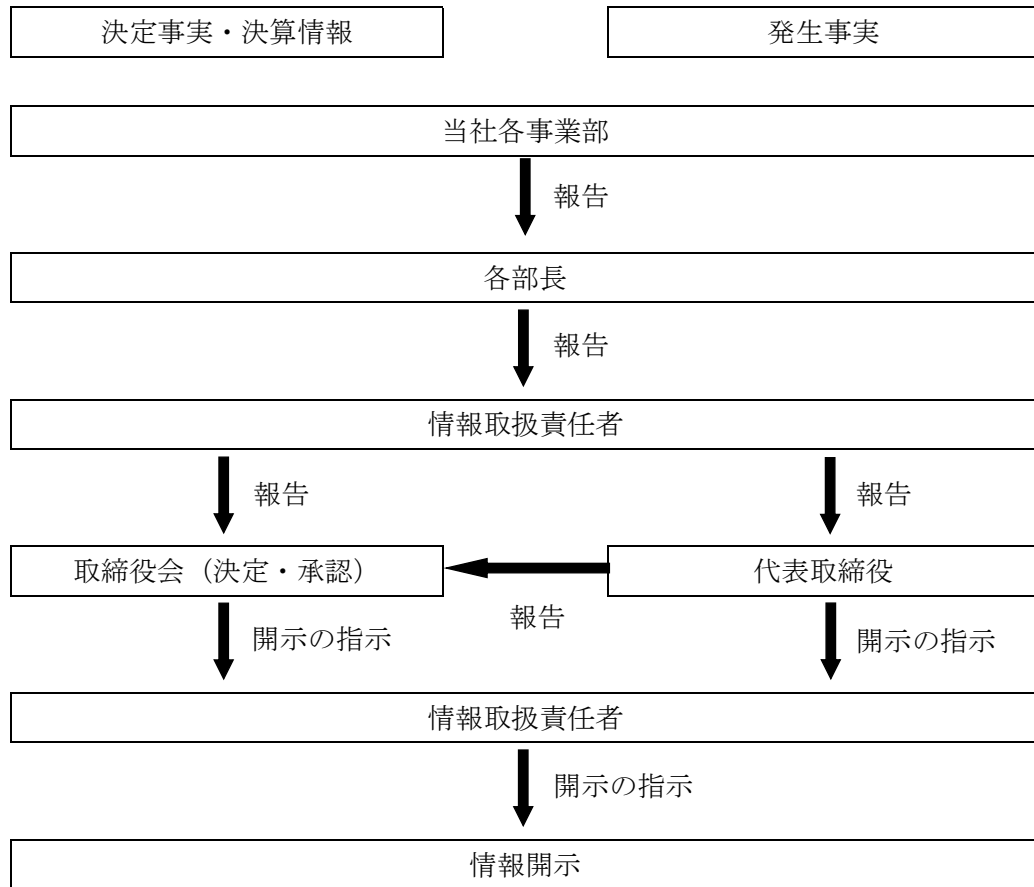 決定事実・決算情報
発生事実
当社各事業部
報告
各部長
報告
情報取扱責任者
報告
報告
取締役会（決定・承認）
代表取締役
報告
開示の指示
開示の指示
情報取扱責任者
開示の指示
情報開示